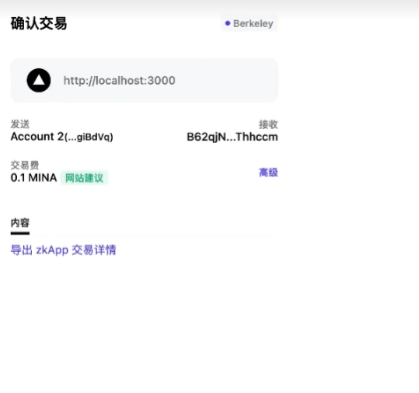 确认交易
Berkeley
http://localhost:3000
发送 接收
Account 2(...giBdVq) B62qjN...Thhccm
交易费
0.1 MINA 网站建议 高级
内容
导出 zkApp 交易详情